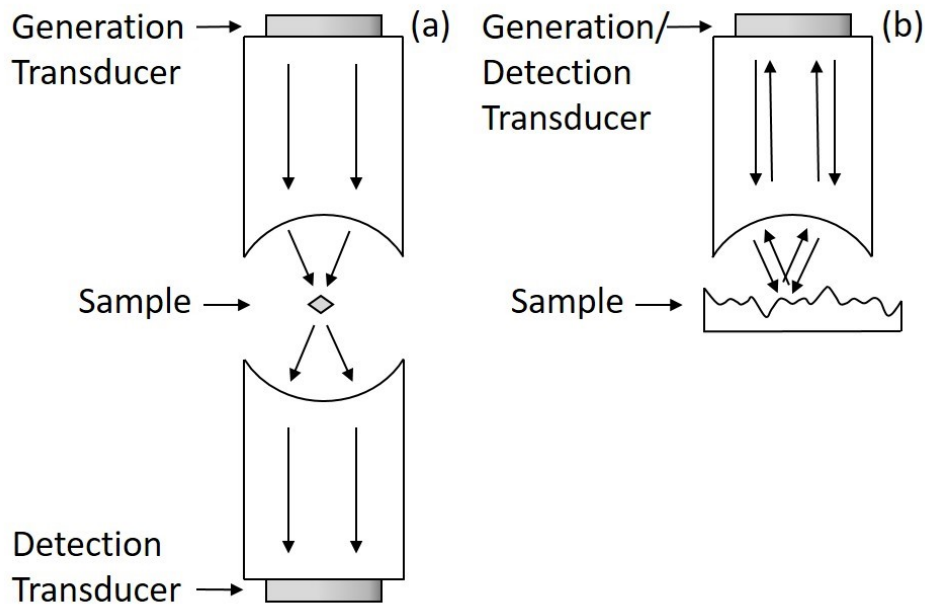 Generation
Transducer
(a)
Sample
Detection
Transducer
Generation/
Detection
Transducer
(b)
Sample